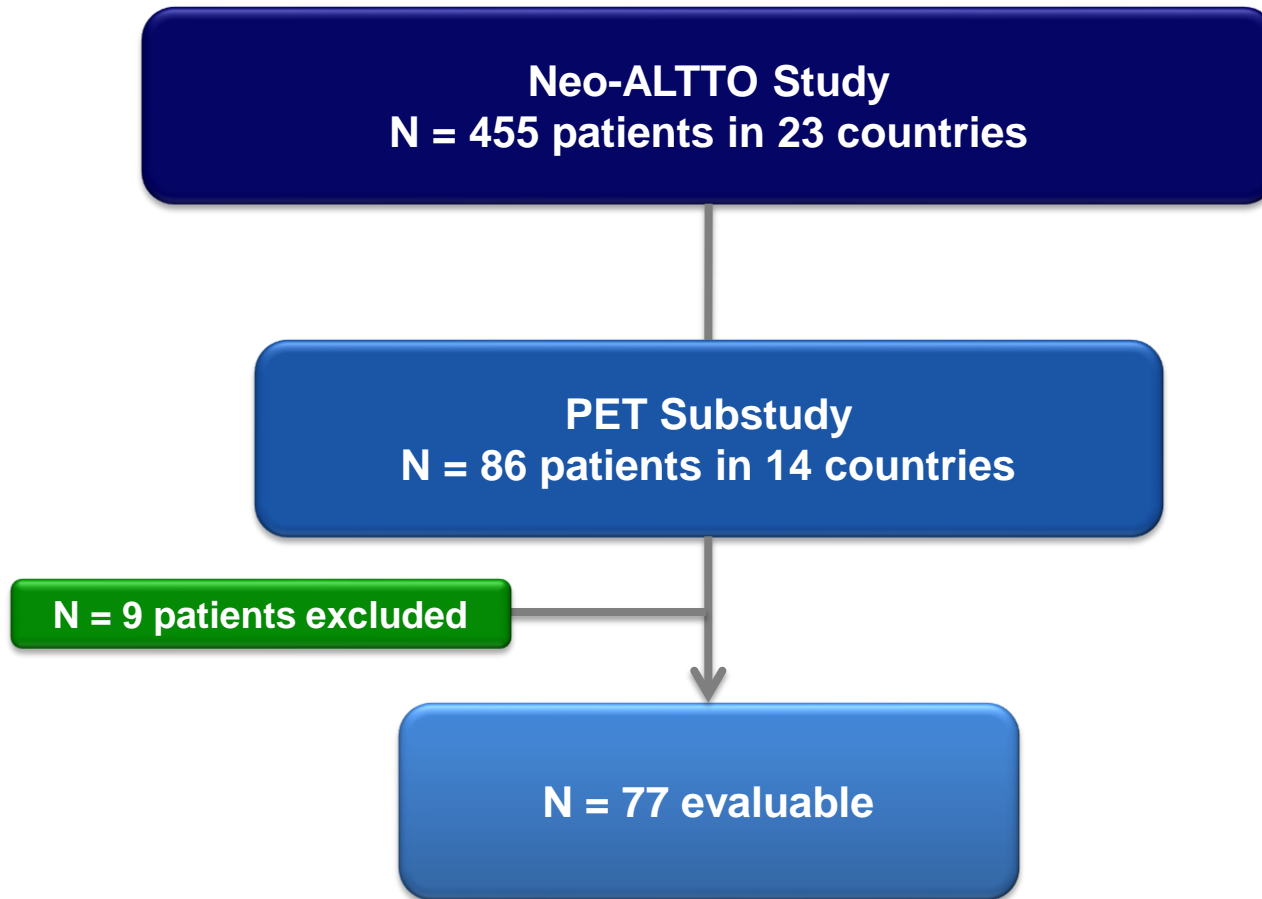 Neo-ALTTO Study
N = 455 patients in 23 countries
PET Substudy
N = 86 patients in 14 countries
N = 9 patients excluded
N = 77 evaluable